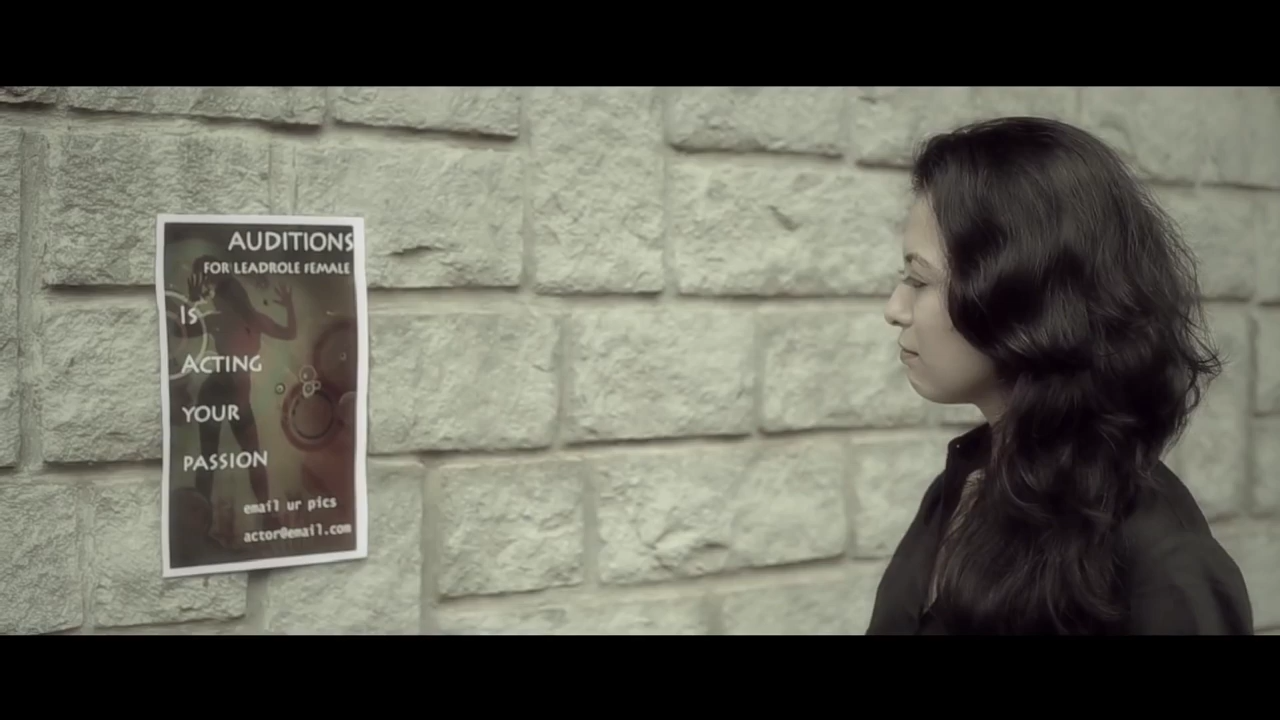 AUDITIONS
FOR LEADROLE FEMALE
IS
ACTING
YOUR
PASSION
email ur pics
actor@email.com